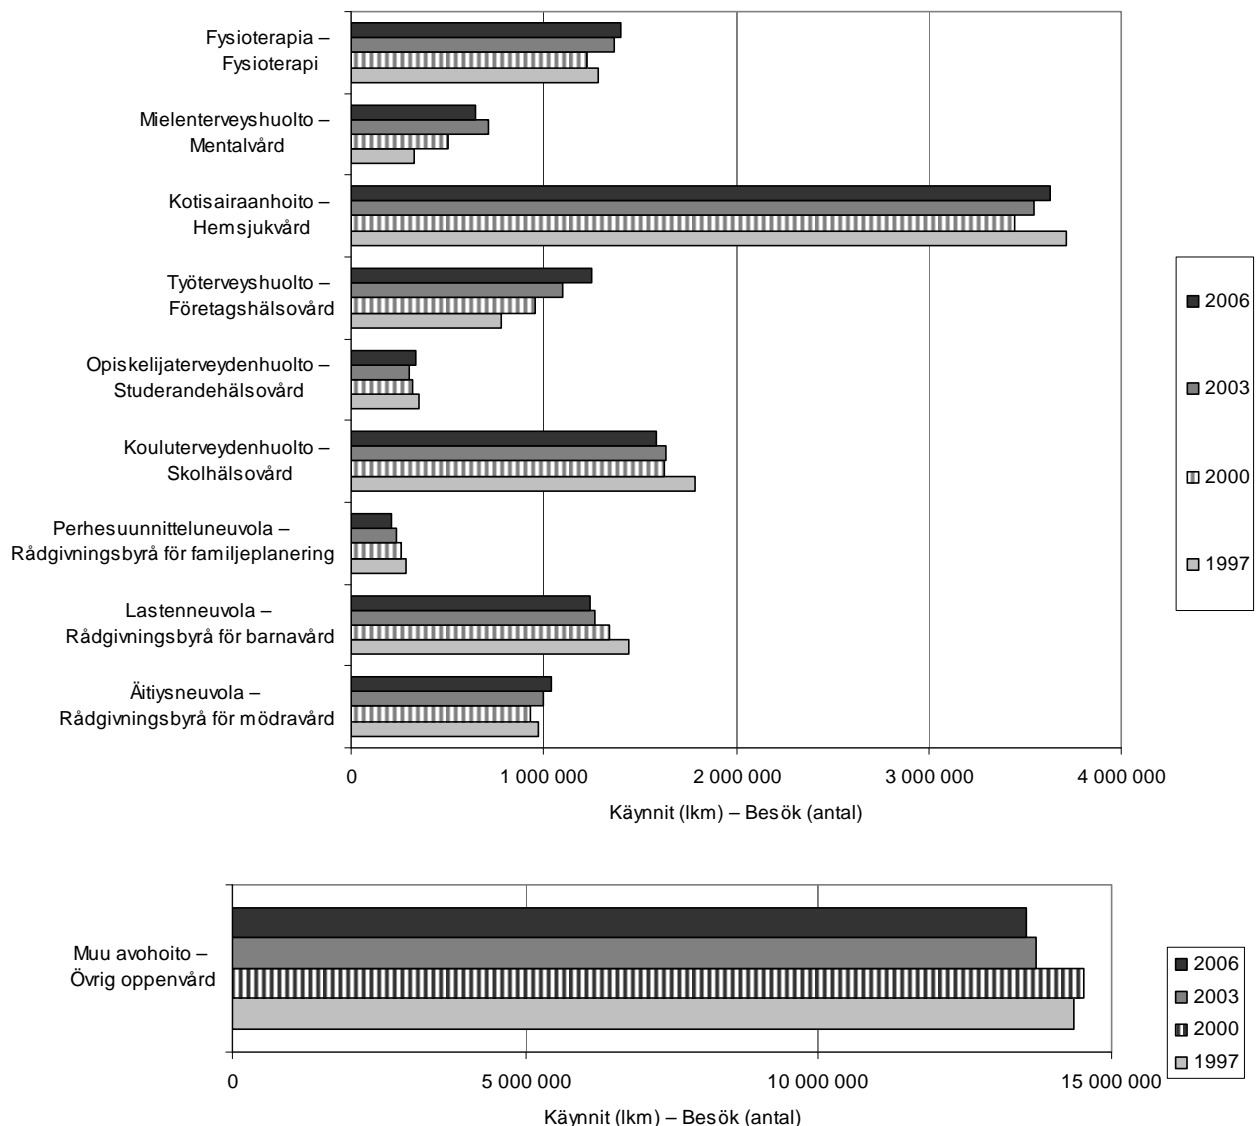 Fysioterapia –
Fysioterapi
Mielenterveyshuolto –
Mentalvård
Kotisairaanhoito –
Hemsjukvård
Työterveyshuolto –
Företagshälsovård
Opiskelijaterveydenhuolto –
Studerandehälsovård
Kouluterveydenhuolto –
Skolhälsovård
Perhesuunnitteluneuvola –
Rådgivningsbyrå för familjeplanering
Lastenneuvola –
Rådgivningsbyrå för barnavård
Äitiysneuvola –
Rådgivningsbyrå för mödravård
0 1 000 000 2 000 000 3 000 000 4 000 000
Käynnit (lkm) – Besök (antal)
2006
2003
2000
1997
Muu avohoito –
Övrig oppenvård
0 5 000 000 10 000 000 15 000 000
Käynnit (lkm) – Besök (antal)
2006
2003
2000
1997